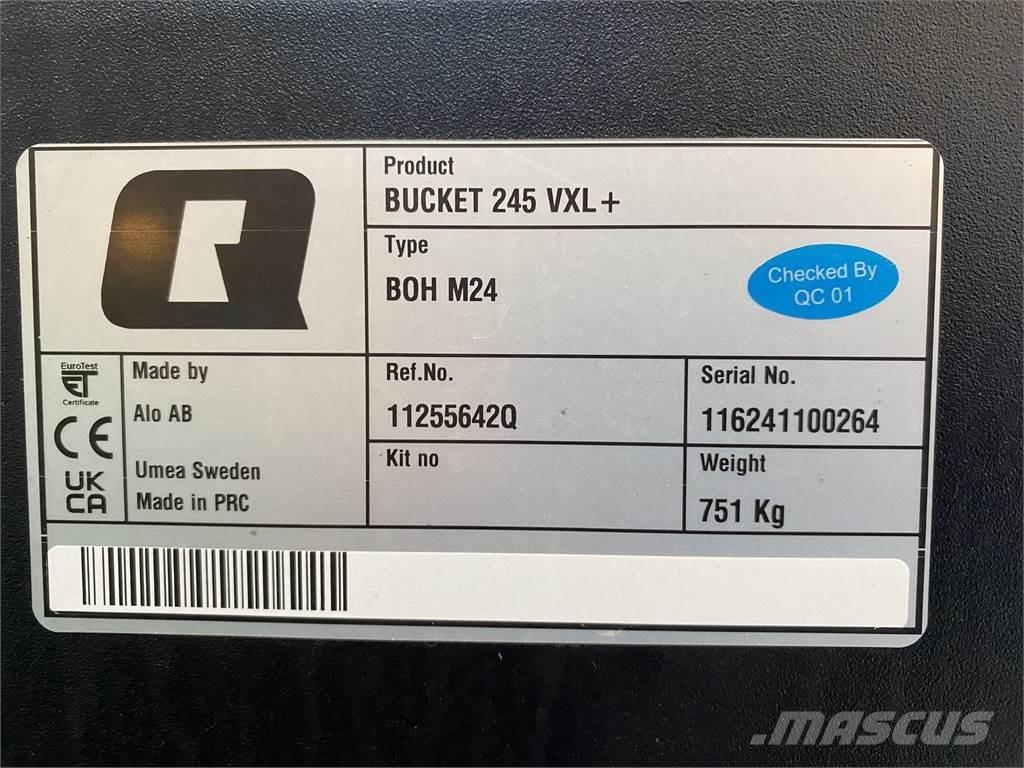 Product
BUCKET 245 VXL+
Type
BOH M24
Checked By
QC 01
EuroTest
ET
Certificate
CE
UK
CA
Made by
Alo AB
Umea Sweden
Made in PRC
Ref.No.
11255642Q
Serial No.
116241100264
Kit no
Weight
751 Kg
MASCUS